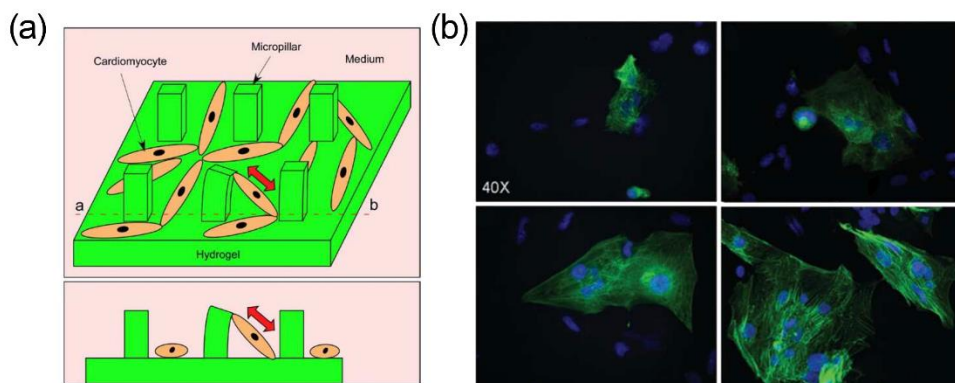 (a)
Cardiomyocyte
Micropillar
Medium
a
b
Hydrogel
(b)
40X